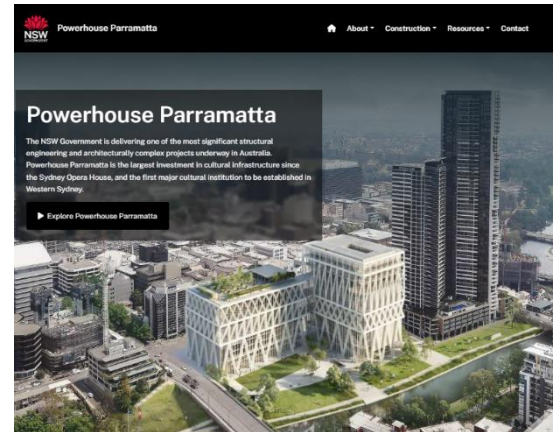 NSW
GOVERNMENT
Powerhouse Parramatta
About
Construction
Resources
Contact
Powerhouse Parramatta
The NSW Government is delivering one of the most significant structural
engineering and architecturally complex projects underway in Australia.
Powerhouse Parramatta is the largest investment in cultural infrastructure since
the Sydney Opera House, and the first major cultural institution to be established in
Western Sydney.
Explore Powerhouse Parramatta